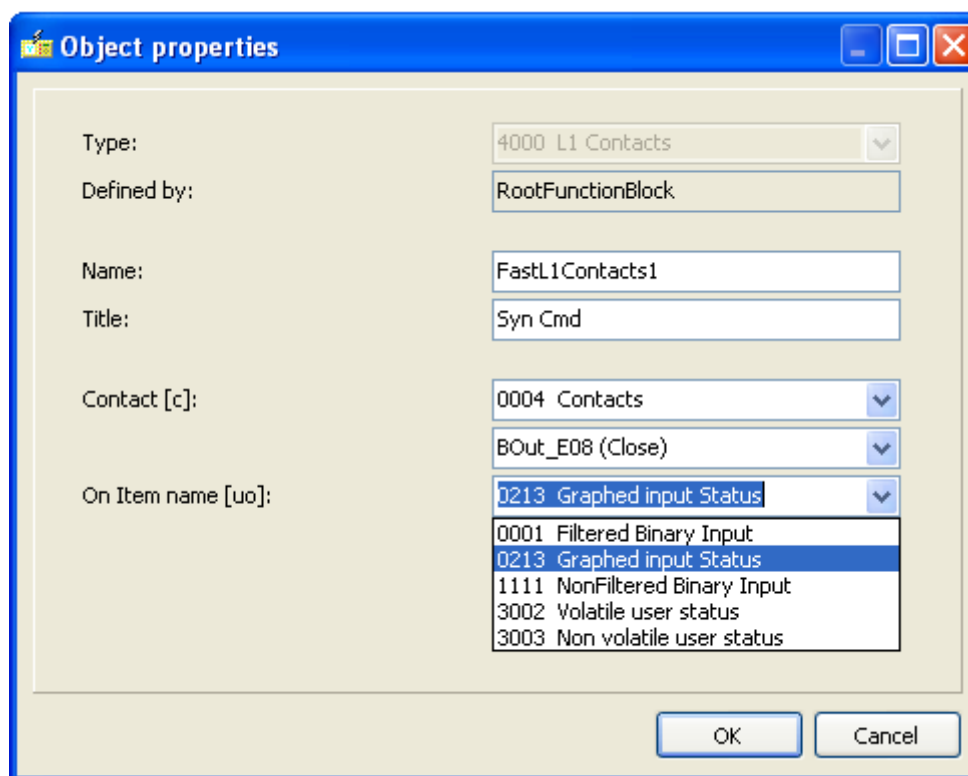 Object properties
Type: 4000 L1 Contacts
Defined by: RootFunctionBlock
Name: FastL1Contacts1
Title: Syn Cmd
Contact [c]: 0004 Contacts
BOut_E08 (Close)
On Item name [uo]: 0213 Graphed input Status
0001 Filtered Binary Input
0213 Graphed input Status
1111 NonFiltered Binary Input
3002 Volatile user status
3003 Non volatile user status
OK Cancel